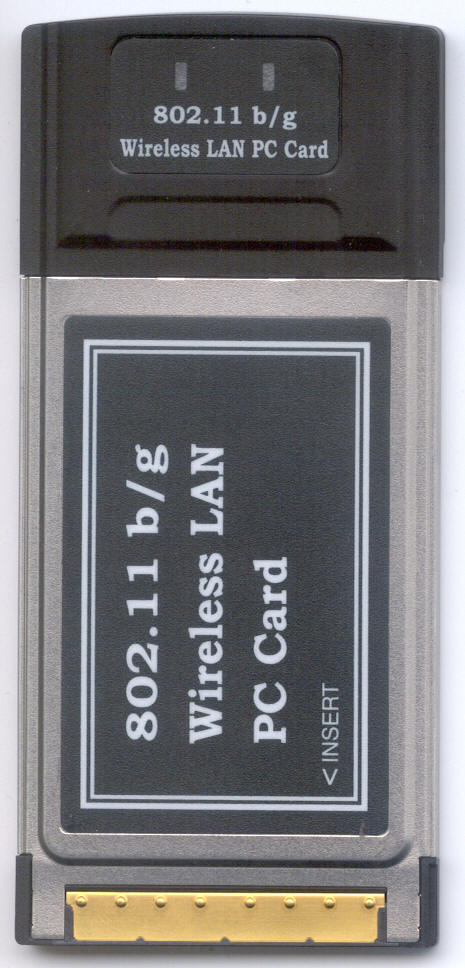 802.11 b/g
Wireless LAN PC Card
802.11 b/g
Wireless LAN
PC Card
< INSERT